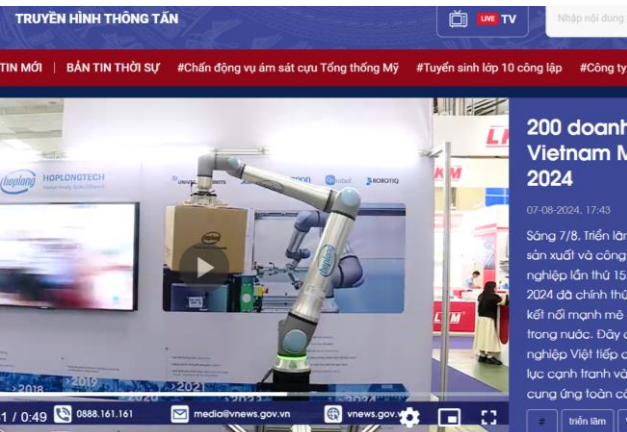 TRUYỀN HÌNH THÔNG TẤN
LIVE TV
Nhập nội dung
TIN MỚI | BẢN TIN THỜI SỰ #Chấn động vụ ám sát cựu Tổng thống Mỹ #Tuyển sinh lớp 10 công lập #Công ty
hoplong
HOPLONGTECH
ROBOTIQ
hoplong
2018
2019
2021
2023
2024
1 / 0:49
0888.161.161
media@vnews.gov.vn
vnews.gov.v
200 doanh
Vietnam M
2024
07-08-2024, 17:43
Sáng 7/8, Triển lãm
sản xuất và công
nghiệp lần thứ 15
2024 đã chính thứ
kết nối mạnh mẽ
trong nước. Đây c
nghiệp Việt tiếp c
lực cạnh tranh và
cung ứng toàn cầ
# triển lãm V